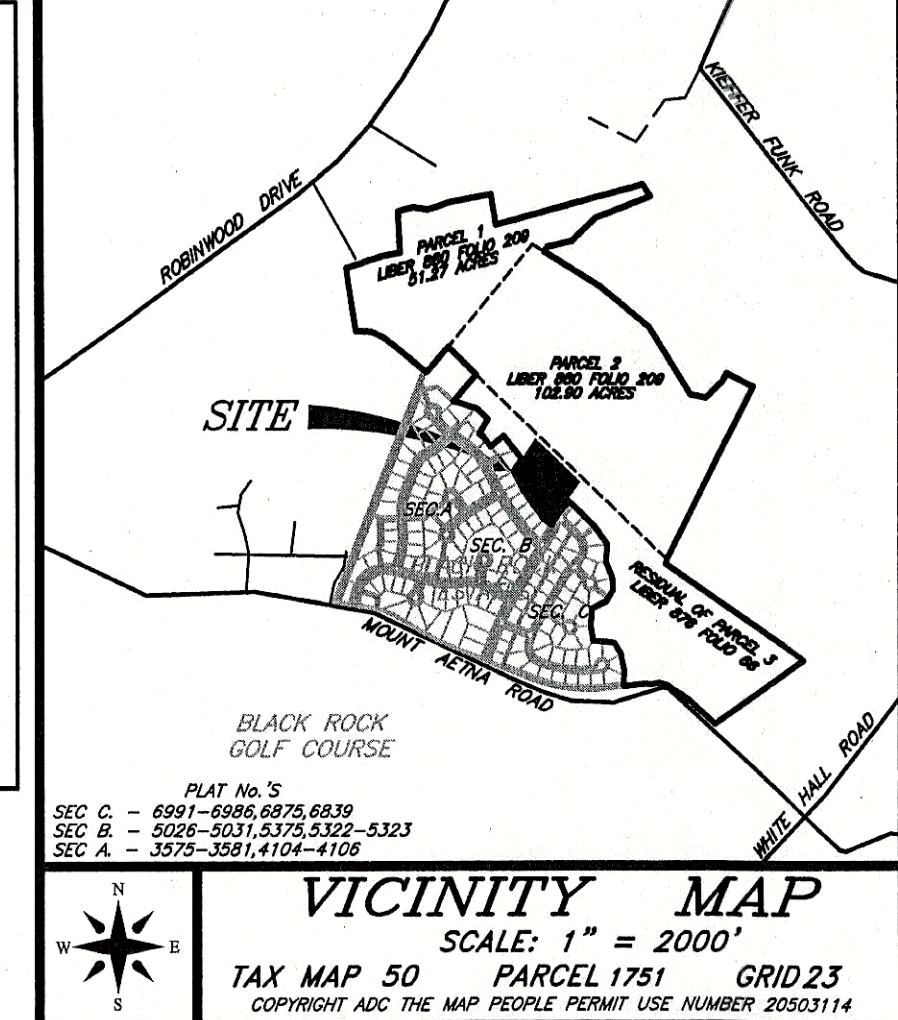 KIEFFER FUNK ROAD
ROBINWOOD DRIVE
PARCEL 1
LIBER 860 FOLIO 209
51.27 ACRES
PARCEL 2
LIBER 860 FOLIO 209
102.90 ACRES
SITE
SEC.A
SEC. B
SEC. C
RESIDUAL OF PARCEL 3
LIBER 876 FOLIO 66
MOUNT AETNA ROAD
BLACK ROCK
GOLF COURSE
WHITE HALL ROAD
PLAT No.'S
SEC C. - 6991-6986,6875,6839
SEC B. - 5026-5031,5375,5322-5323
SEC A. - 3575-3581,4104-4106
N
W E
S
VICINITY MAP
SCALE: 1" = 2000'
TAX MAP 50 PARCEL 1751 GRID 23
COPYRIGHT ADC THE MAP PEOPLE PERMIT USE NUMBER 20503114